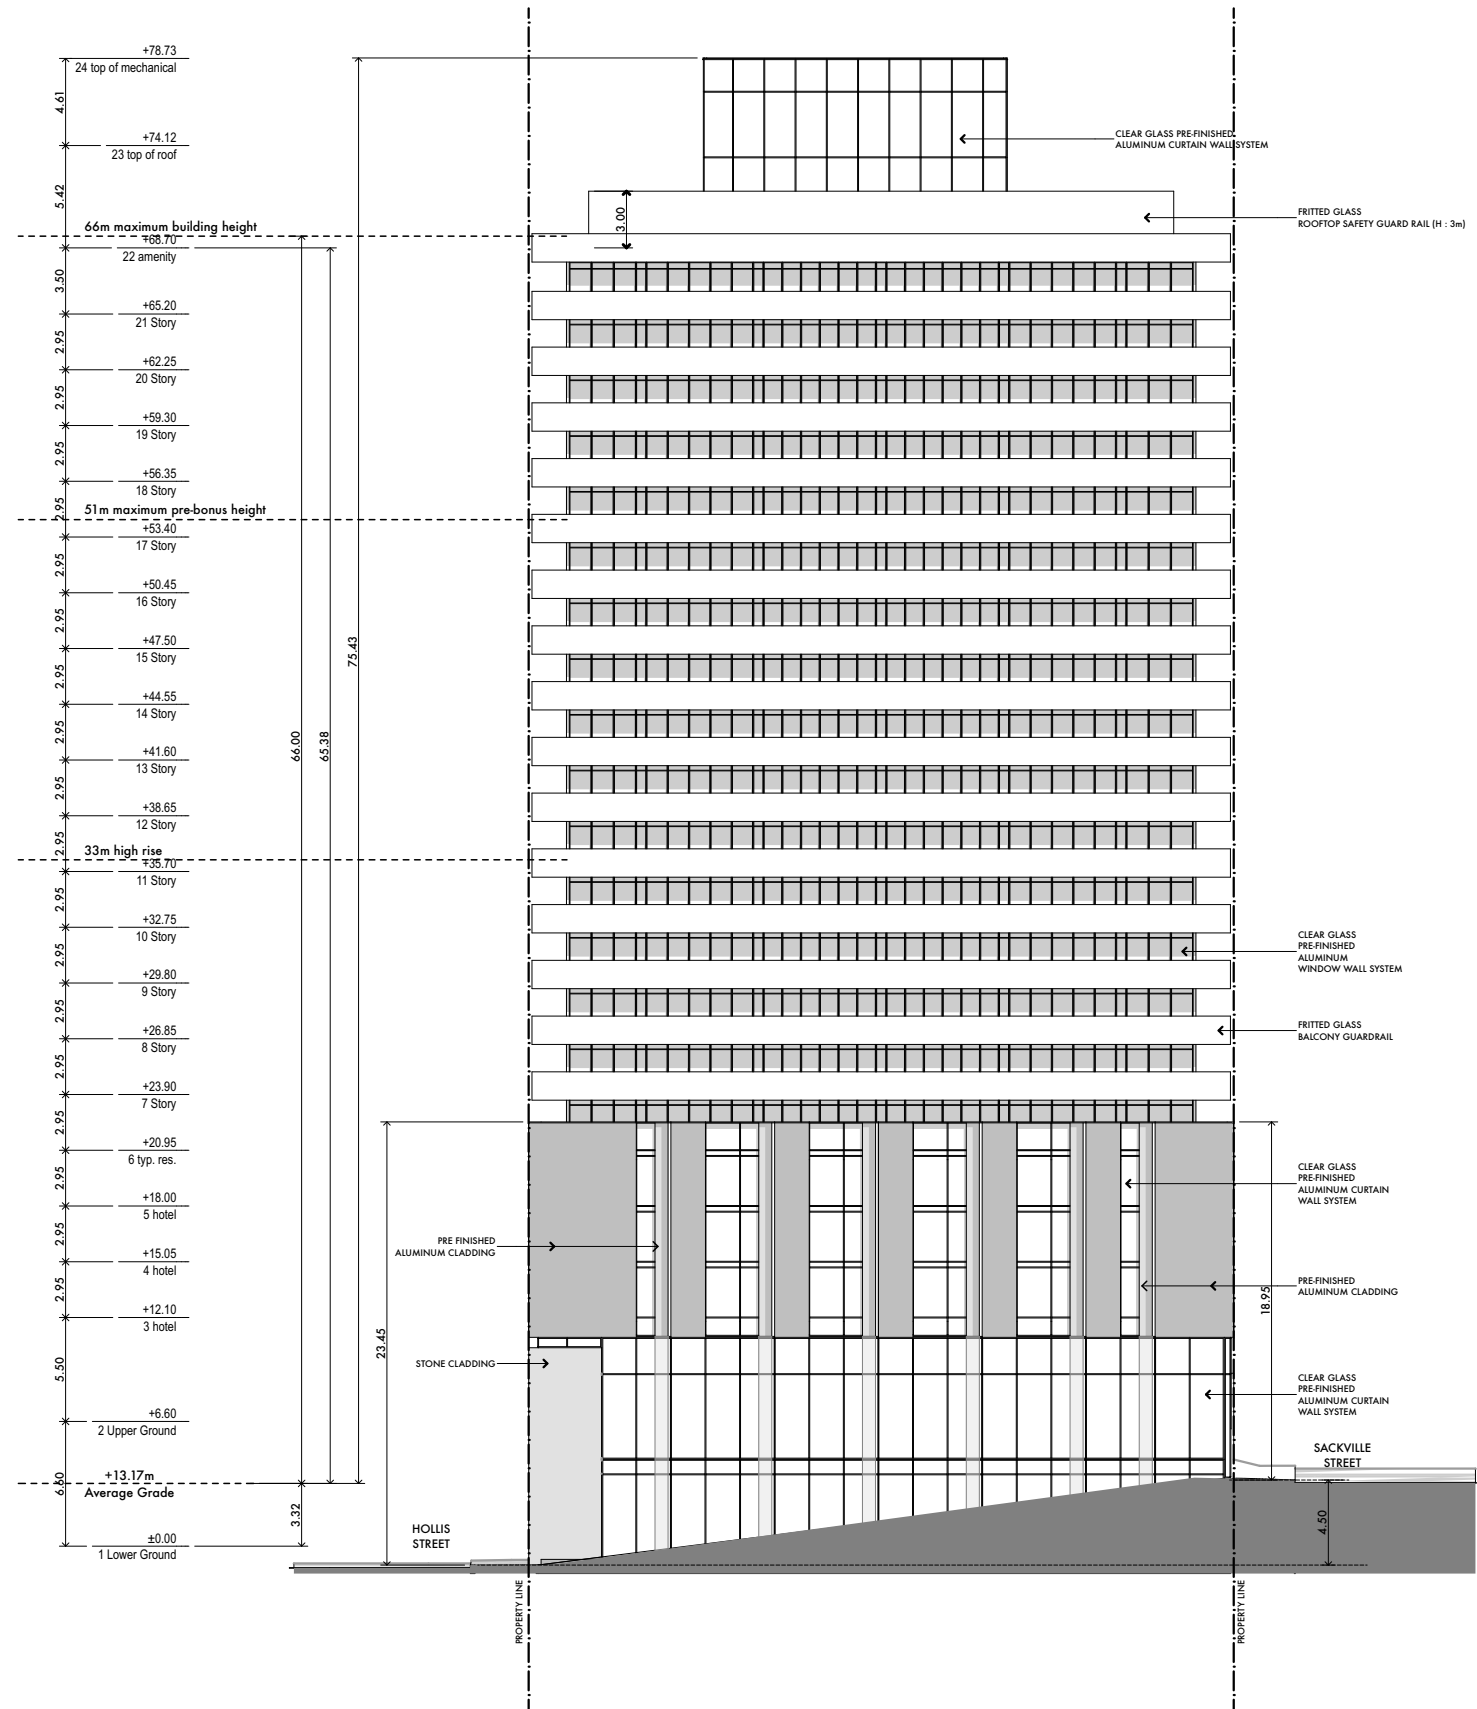 +78.73
24 top of mechanical
4.61
+74.12
23 top of roof
5.42
66m maximum building height
+68.70
22 amenity
3.50
+65.20
21 Story
2.95
+62.25
20 Story
2.95
+59.30
19 Story
2.95
+56.35
18 Story
2.95
51m maximum pre-bonus height
+53.40
17 Story
2.95
+50.45
16 Story
2.95
+47.50
15 Story
2.95
+44.55
14 Story
2.95
+41.60
13 Story
2.95
+38.65
12 Story
2.95
33m high rise
+35.70
11 Story
2.95
+32.75
10 Story
2.95
+29.80
9 Story
2.95
+26.85
8 Story
2.95
+23.90
7 Story
2.95
+20.95
6 typ. res.
2.95
+18.00
5 hotel
2.95
+15.05
4 hotel
2.95
+12.10
3 hotel
5.50
+6.60
2 Upper Ground
6.60
+13.17m
Average Grade
±0.00
1 Lower Ground
66.00
65.38
75.43
3.32
23.45
3.00
18.95
4.50
CLEAR GLASS PRE-FINISHED
ALUMINUM CURTAIN WALL SYSTEM
FRITTED GLASS
ROOFTOP SAFETY GUARD RAIL (H : 3m)
CLEAR GLASS
PRE-FINISHED
ALUMINUM
WINDOW WALL SYSTEM
FRITTED GLASS
BALCONY GUARDRAIL
CLEAR GLASS
PRE-FINISHED
ALUMINUM CURTAIN
WALL SYSTEM
PRE FINISHED
ALUMINUM CLADDING
PRE-FINISHED
ALUMINUM CLADDING
STONE CLADDING
CLEAR GLASS
PRE-FINISHED
ALUMINUM CURTAIN
WALL SYSTEM
SACKVILLE
STREET
HOLLIS
STREET
PROPERTY LINE
PROPERTY LINE